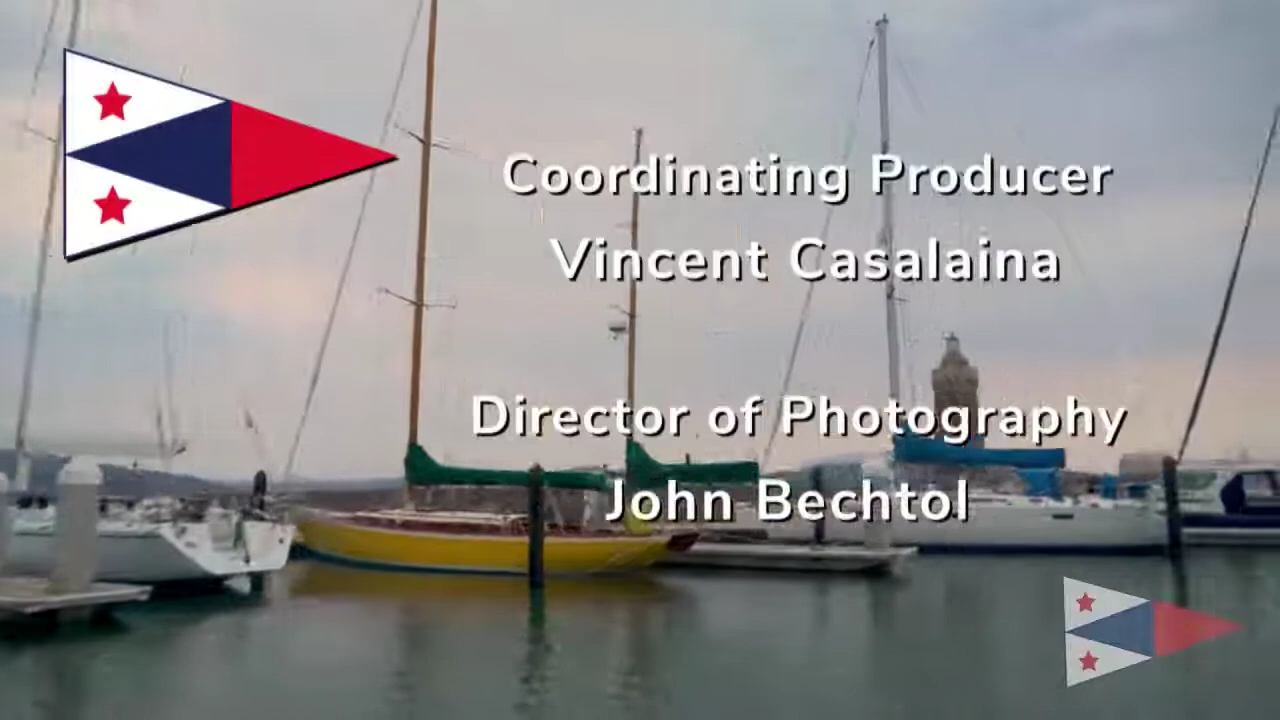 Coordinating Producer
Vincent Casalaina
Director of Photography
John Bechtol